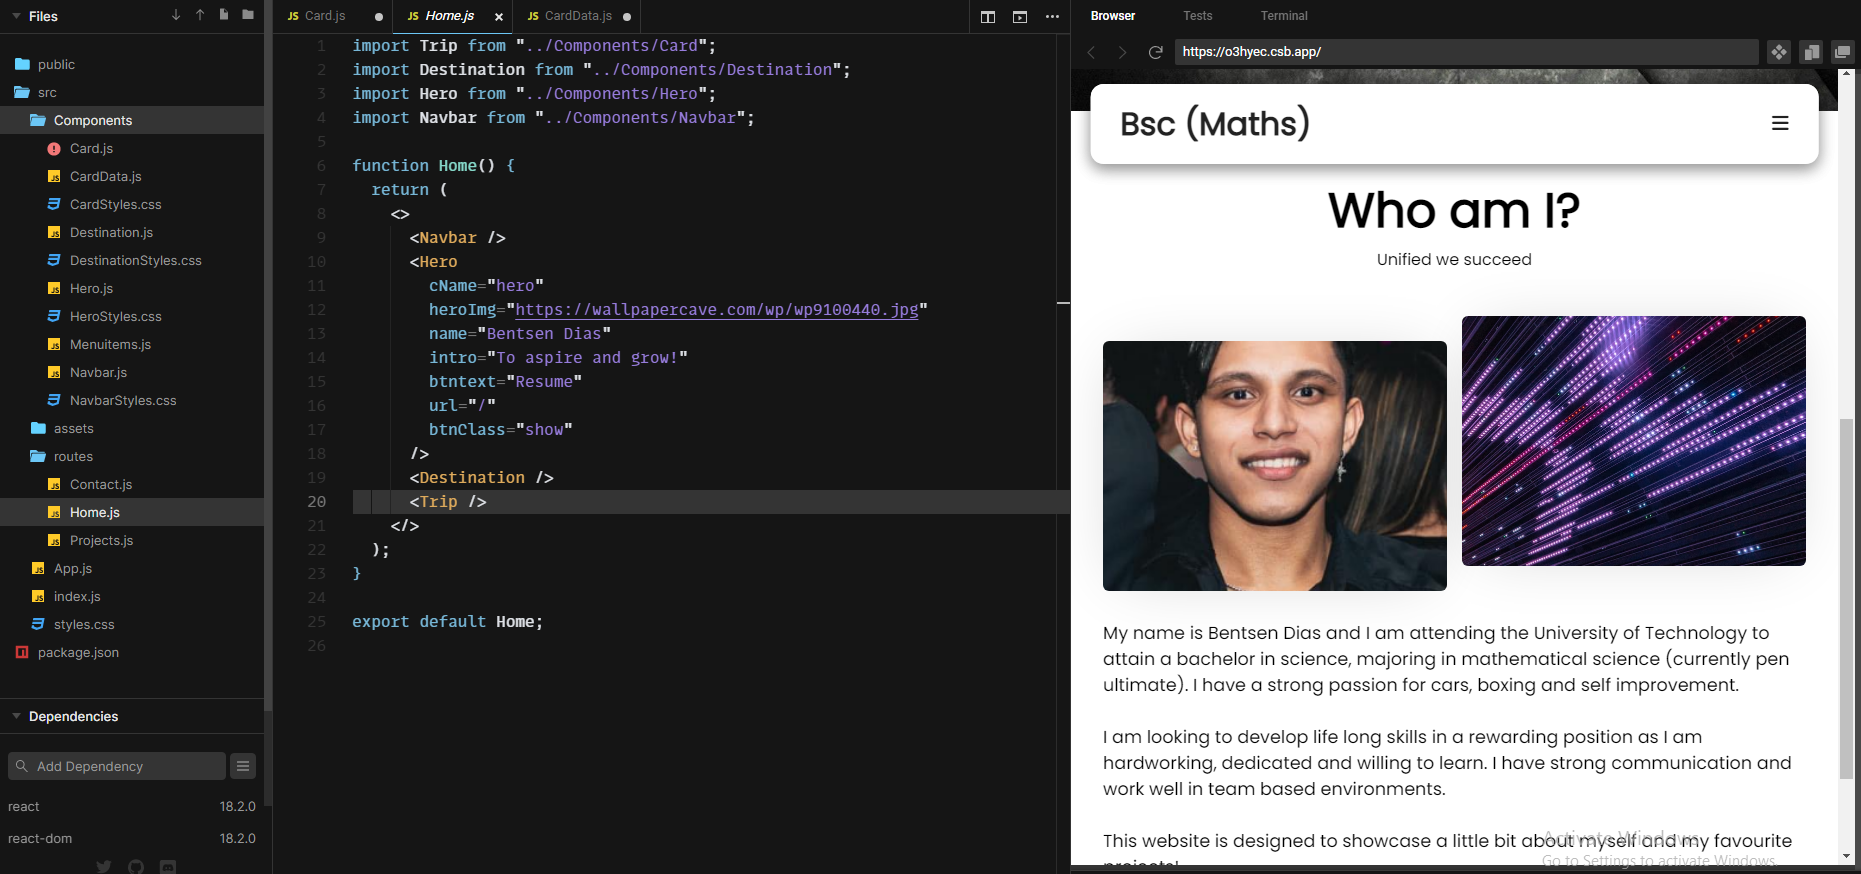 Files
public
src
Components
Card.js
CardData.js
CardStyles.css
Destination.js
DestinationStyles.css
Hero.js
HeroStyles.css
Menuitems.js
Navbar.js
NavbarStyles.css
assets
routes
Contact.js
Home.js
Projects.js
App.js
index.js
styles.css
package.json
Dependencies
Add Dependency
react 18.2.0
react-dom 18.2.0
JS Card.js
JS Home.js
JS CardData.js
1 import Trip from "../Components/Card";
2 import Destination from "../Components/Destination";
3 import Hero from "../Components/Hero";
4 import Navbar from "../Components/Navbar";
5
6 function Home() {
7 return (
8 <>
9 <Navbar />
10 <Hero
11 cName="hero"
12 heroImg="https://wallpapercave.com/wp/wp9100440.jpg"
13 name="Bentsen Dias"
14 intro="To aspire and grow!"
15 btntext="Resume"
16 url="/"
17 btnClass="show"
18 />
19 <Destination />
20 <Trip />
21 </>
22 );
23 }
24
25 export default Home;
26
Browser Tests Terminal
https://o3hyec.csb.app/
Bsc (Maths)
Who am I?
Unified we succeed
My name is Bentsen Dias and I am attending the University of Technology to
attain a bachelor in science, majoring in mathematical science (currently pen
ultimate). I have a strong passion for cars, boxing and self improvement.
I am looking to develop life long skills in a rewarding position as I am
hardworking, dedicated and willing to learn. I have strong communication and
work well in team based environments.
This website is designed to showcase a little bit about myself and my favourite
projects!
Activate Windows
Go to Settings to activate Windows.